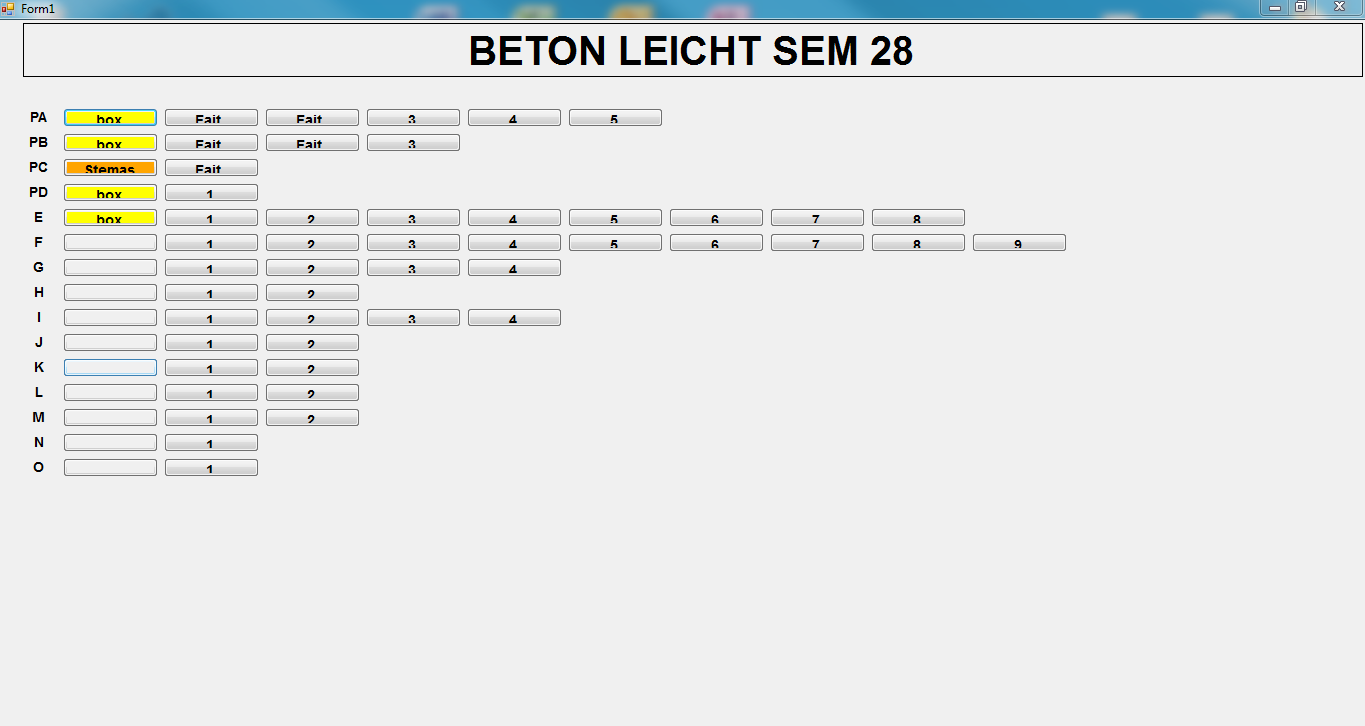 Form1
BETON LEICHT SEM 28
PA box Fait Fait 3 4 5
PB box Fait Fait 3
PC Stemas Fait
PD box 1
E box 1 2 3 4 5 6 7 8
F 1 2 3 4 5 6 7 8 9
G 1 2 3 4
H 1 2
I 1 2 3 4
J 1 2
K 1 2
L 1 2
M 1 2
N 1
O 1